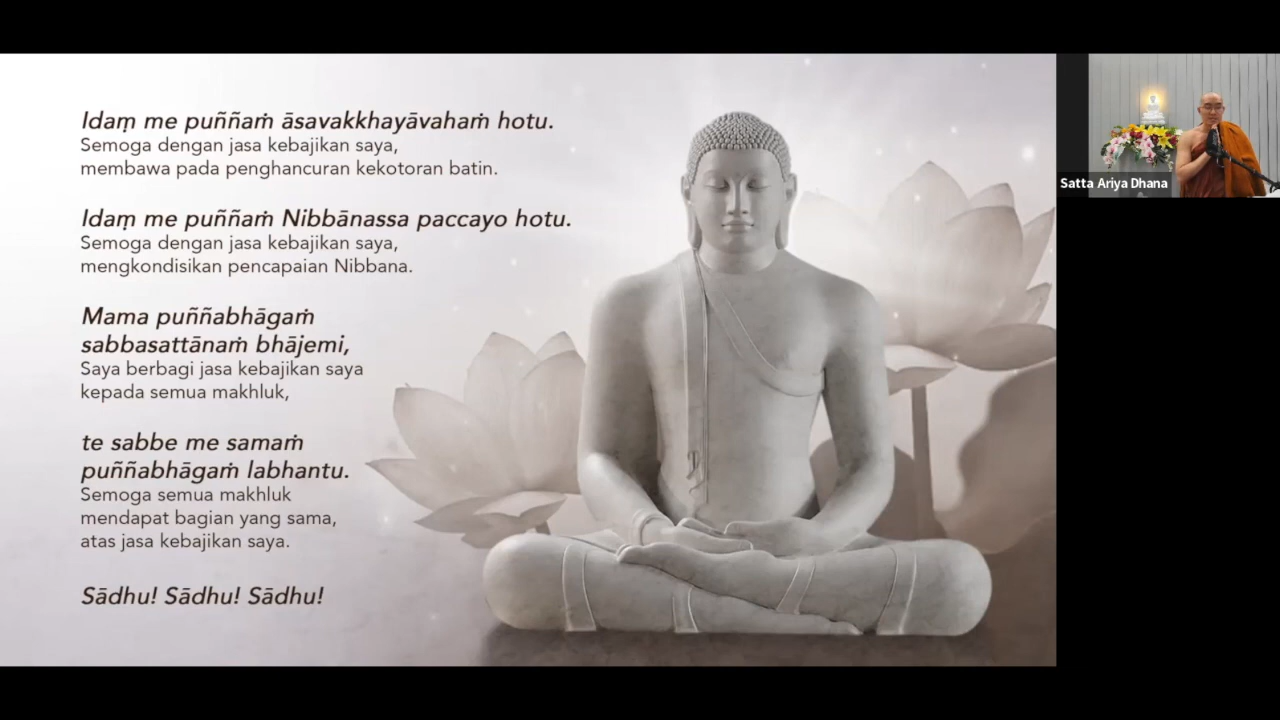 Idaṃ me puññaṁ āsavakkhayāvahaṁ hotu.
Semoga dengan jasa kebajikan saya,
membawa pada penghancuran kekotoran batin.
Idaṃ me puññaṁ Nibbānassa paccayo hotu.
Semoga dengan jasa kebajikan saya,
mengkondisikan pencapaian Nibbana.
Mama puññabhāgaṁ
sabbasattānaṁ bhājemi,
Saya berbagi jasa kebajikan saya
kepada semua makhluk,
te sabbe me samaṁ
puññabhāgaṁ labhantu.
Semoga semua makhluk
mendapat bagian yang sama,
atas jasa kebajikan saya.
Sādhu! Sādhu! Sādhu!
Satta Ariya Dhana